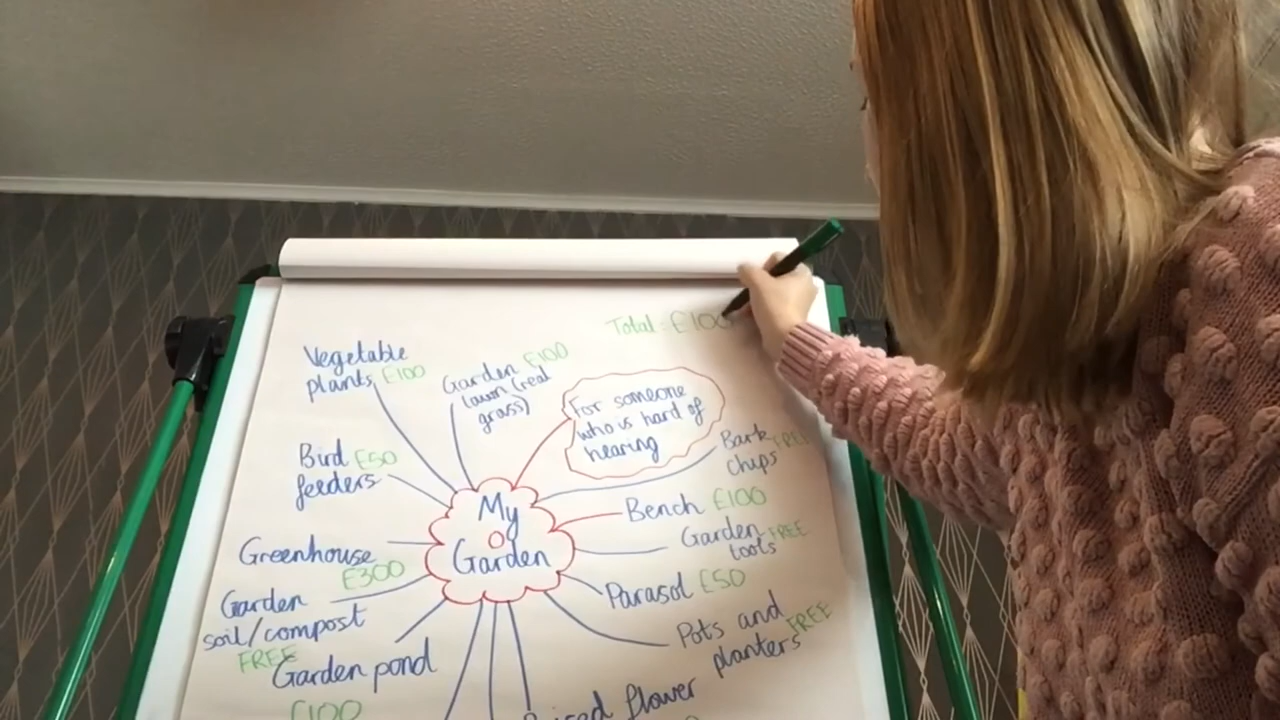 Total: £100
Vegetable
plants £100
Garden £100
lawn (real
grass)
For someone
who is hard of
hearing
Bark FREE
chips
Bird £50
feeders
Bench £100
My
Garden
Garden FREE
tools
Greenhouse
£300
Parasol £50
Garden
soil/compost
FREE
Pots and FREE
planters
Garden pond
£100
Raised flower